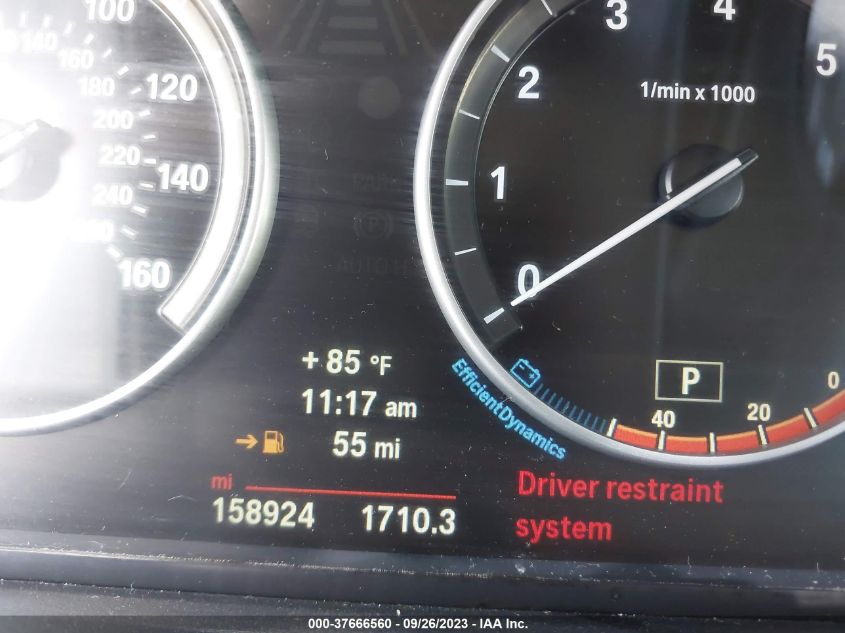 100
120
140
160
140
160
180
200
220
240
0
1
2
3
4
5
1/min x 1000
+ 85 °F
11:17 am
55 mi
mi
158924 1710.3
P
EfficientDynamics
40 20 0
Driver restraint
system
000-37666560 - 09/26/2023 - IAA Inc.